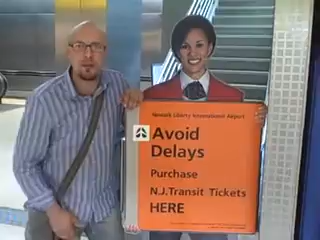 Newark Liberty International Airport
Avoid
Delays
Purchase
N.J.Transit Tickets
HERE